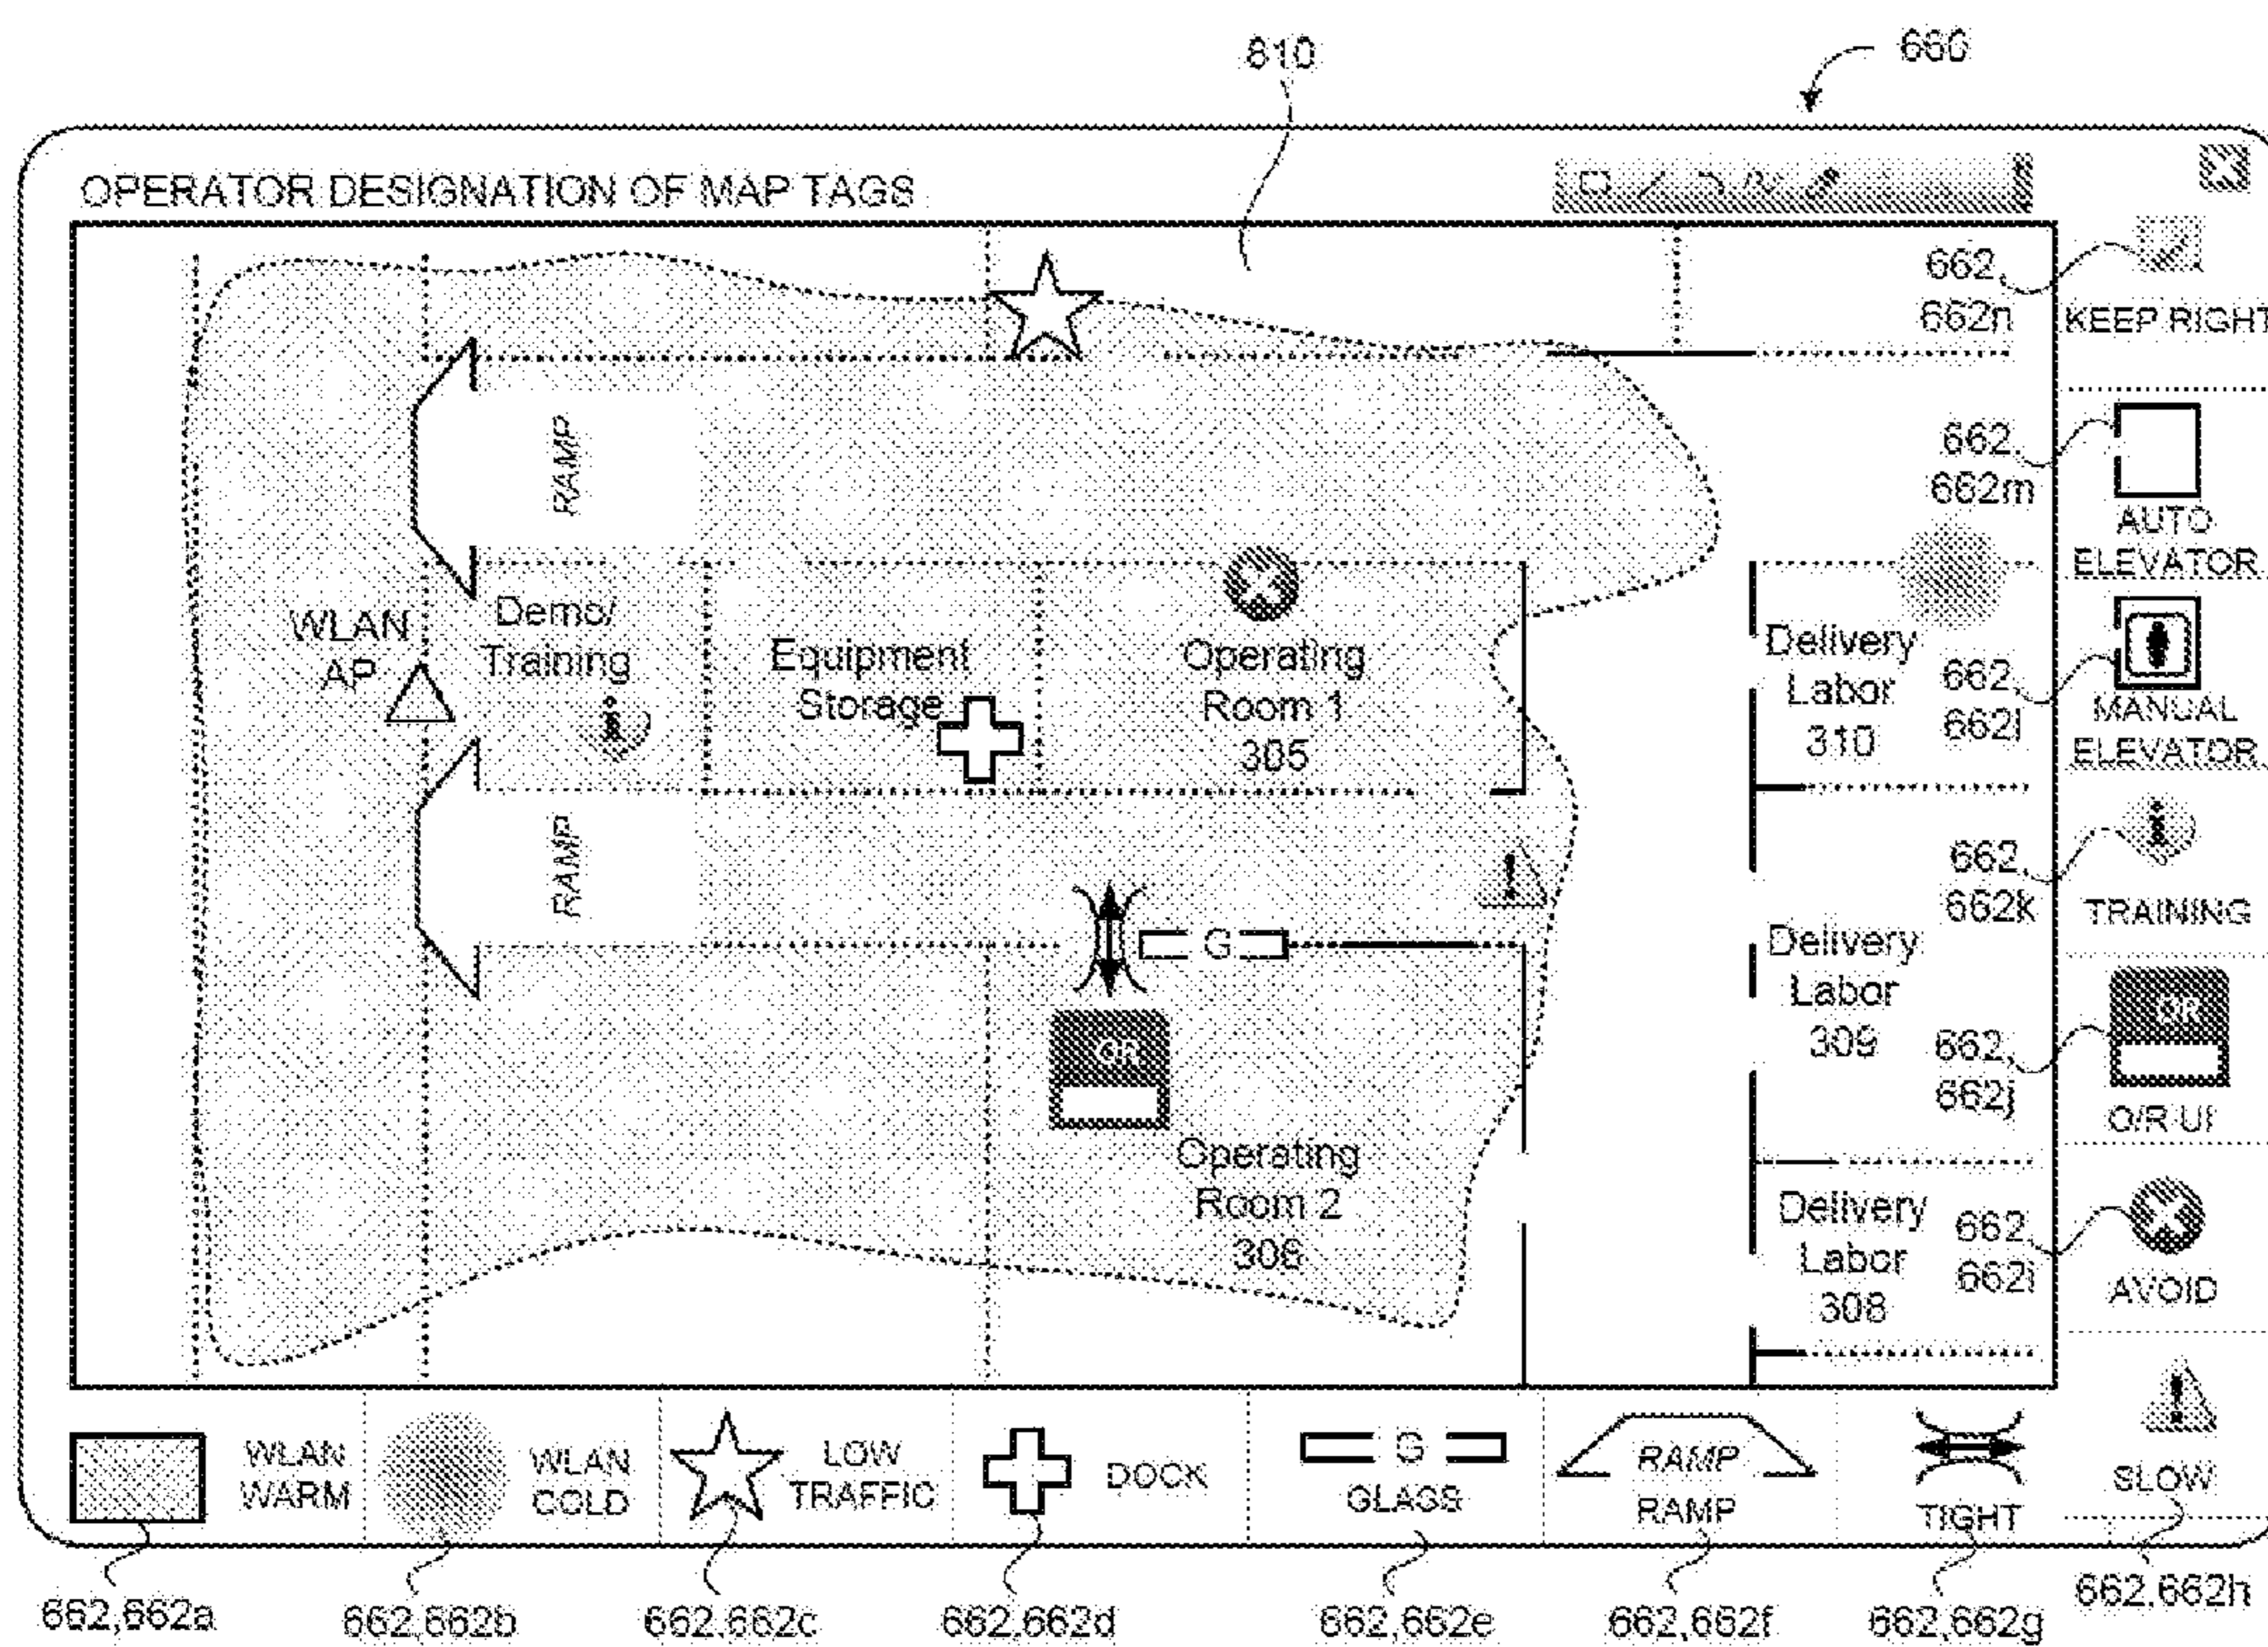 810
660
OPERATOR DESIGNATION OF MAP TAGS
662,
662n
KEEP RIGHT
RAMP
662,
662m
AUTO
ELEVATOR
WLAN
AP
Demo/
Training
i
Equipment
Storage
Operating
Room 1
305
Delivery
Labor
310
662,
662l
MANUAL
ELEVATOR
RAMP
!
G
662,
662k
i
TRAINING
Delivery
Labor
309
OR
662,
662j
OR
O/R UI
Operating
Room 2
306
Delivery
Labor
308
662,
662i
AVOID
!
SLOW
WLAN
WARM
WLAN
COLD
LOW
TRAFFIC
DOCK
G
GLASS
RAMP
RAMP
TIGHT
662,662a
662,662b
662,662c
662,662d
662,662e
662,662f
662,662g
662,662h